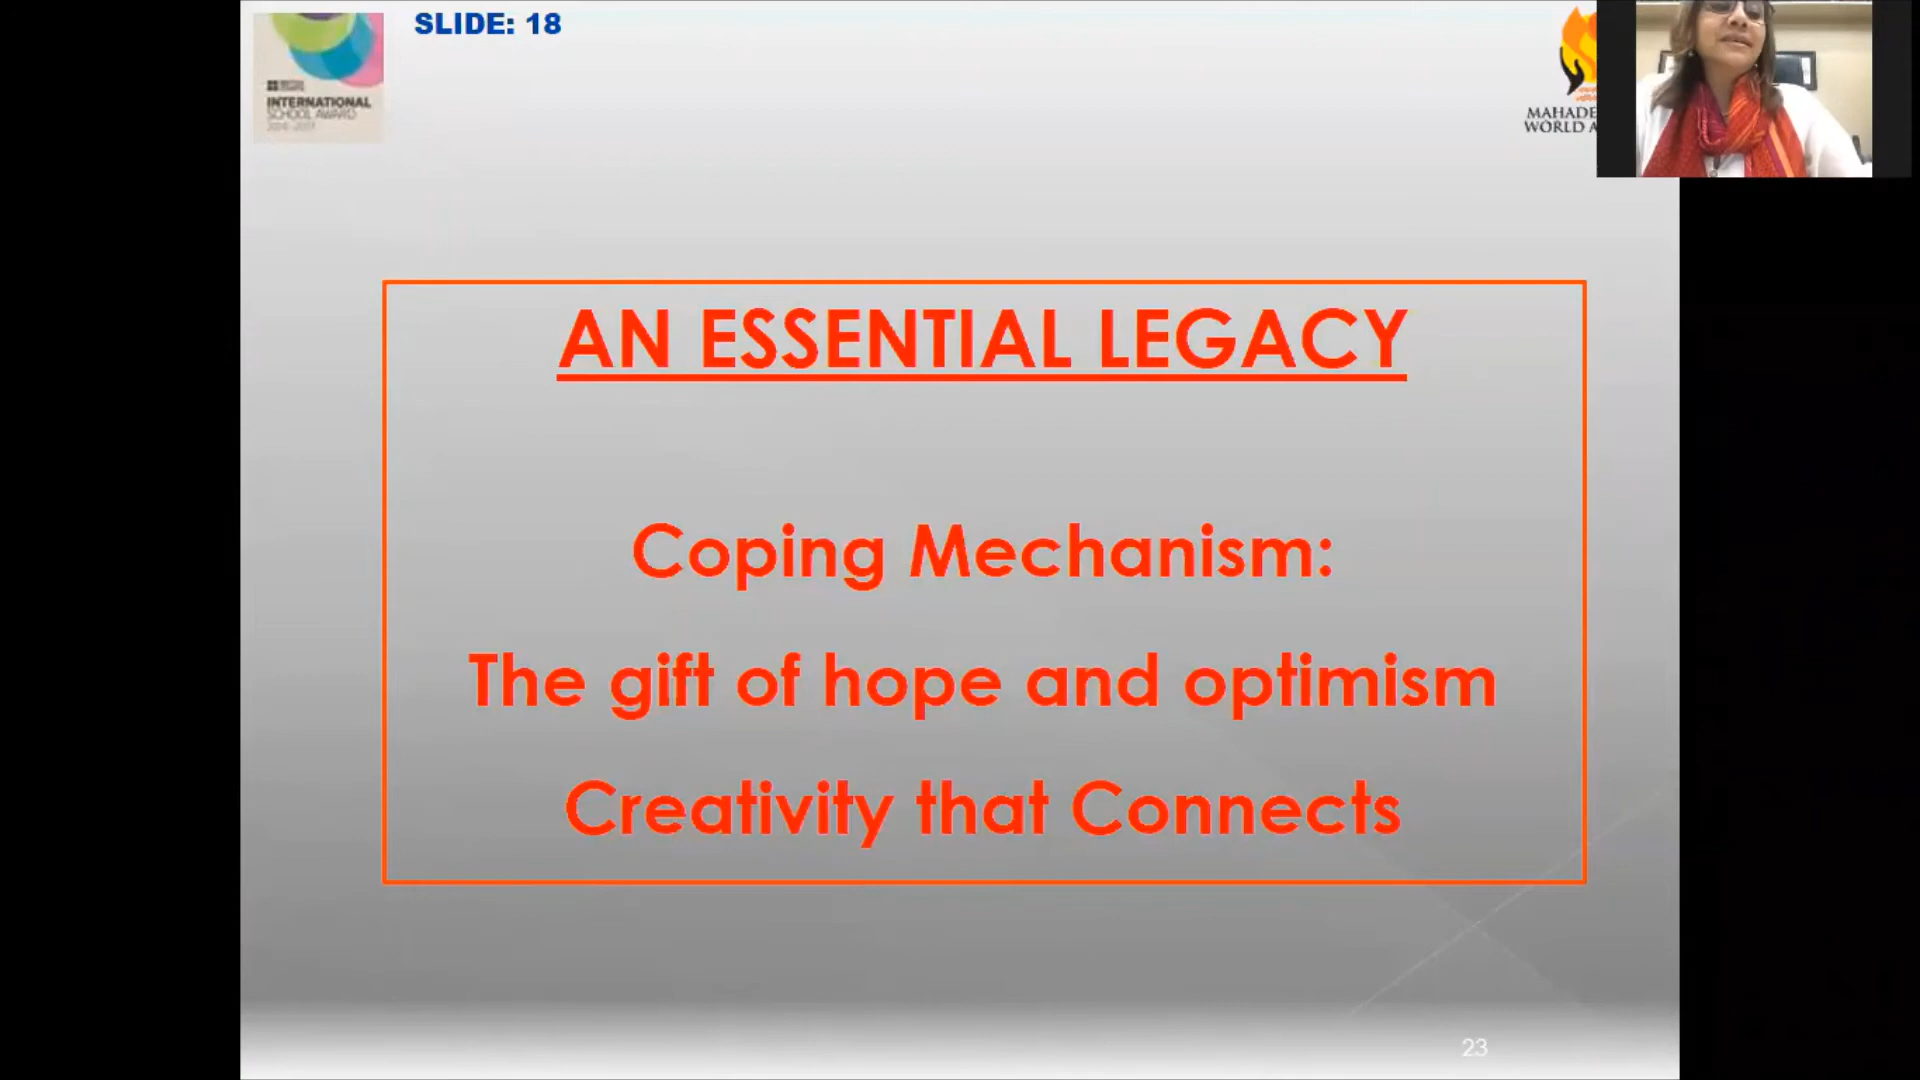 SLIDE: 18
INTERNATIONAL
SCHOOL AWARD
MAHADE
WORLD A
AN ESSENTIAL LEGACY
Coping Mechanism:
The gift of hope and optimism
Creativity that Connects
23